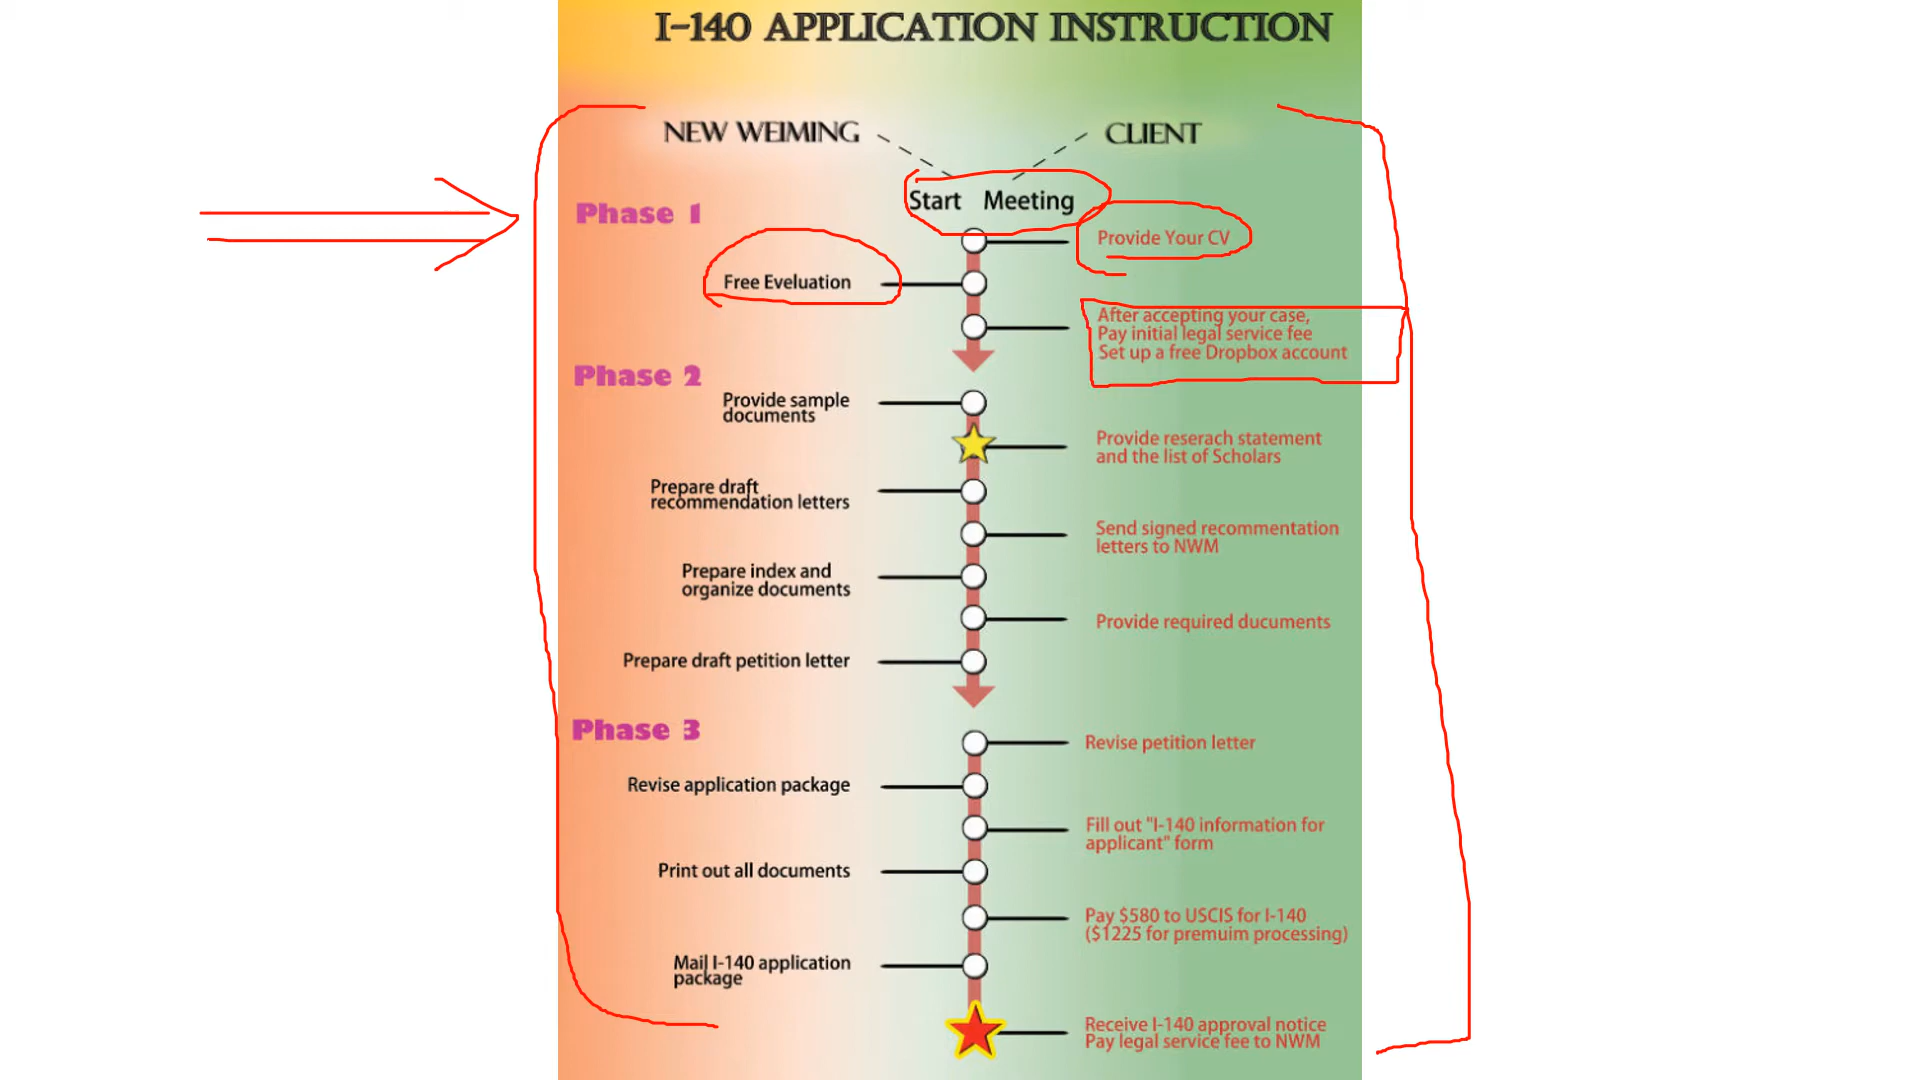 I-140 APPLICATION INSTRUCTION
NEW WEIMING
CLIENT
Start Meeting
Phase 1
Provide Your CV
Free Eveluation
After accepting your case,
Pay initial legal service fee
Set up a free Dropbox account
Phase 2
Provide sample
documents
Provide reserach statement
and the list of Scholars
Prepare draft
recommendation letters
Send signed recommentation
letters to NWM
Prepare index and
organize documents
Provide required ducuments
Prepare draft petition letter
Phase 3
Revise petition letter
Revise application package
Fill out "I-140 information for
applicant" form
Print out all documents
Pay $580 to USCIS for I-140
($1225 for premuim processing)
Mail I-140 application
package
Receive I-140 approval notice
Pay legal service fee to NWM